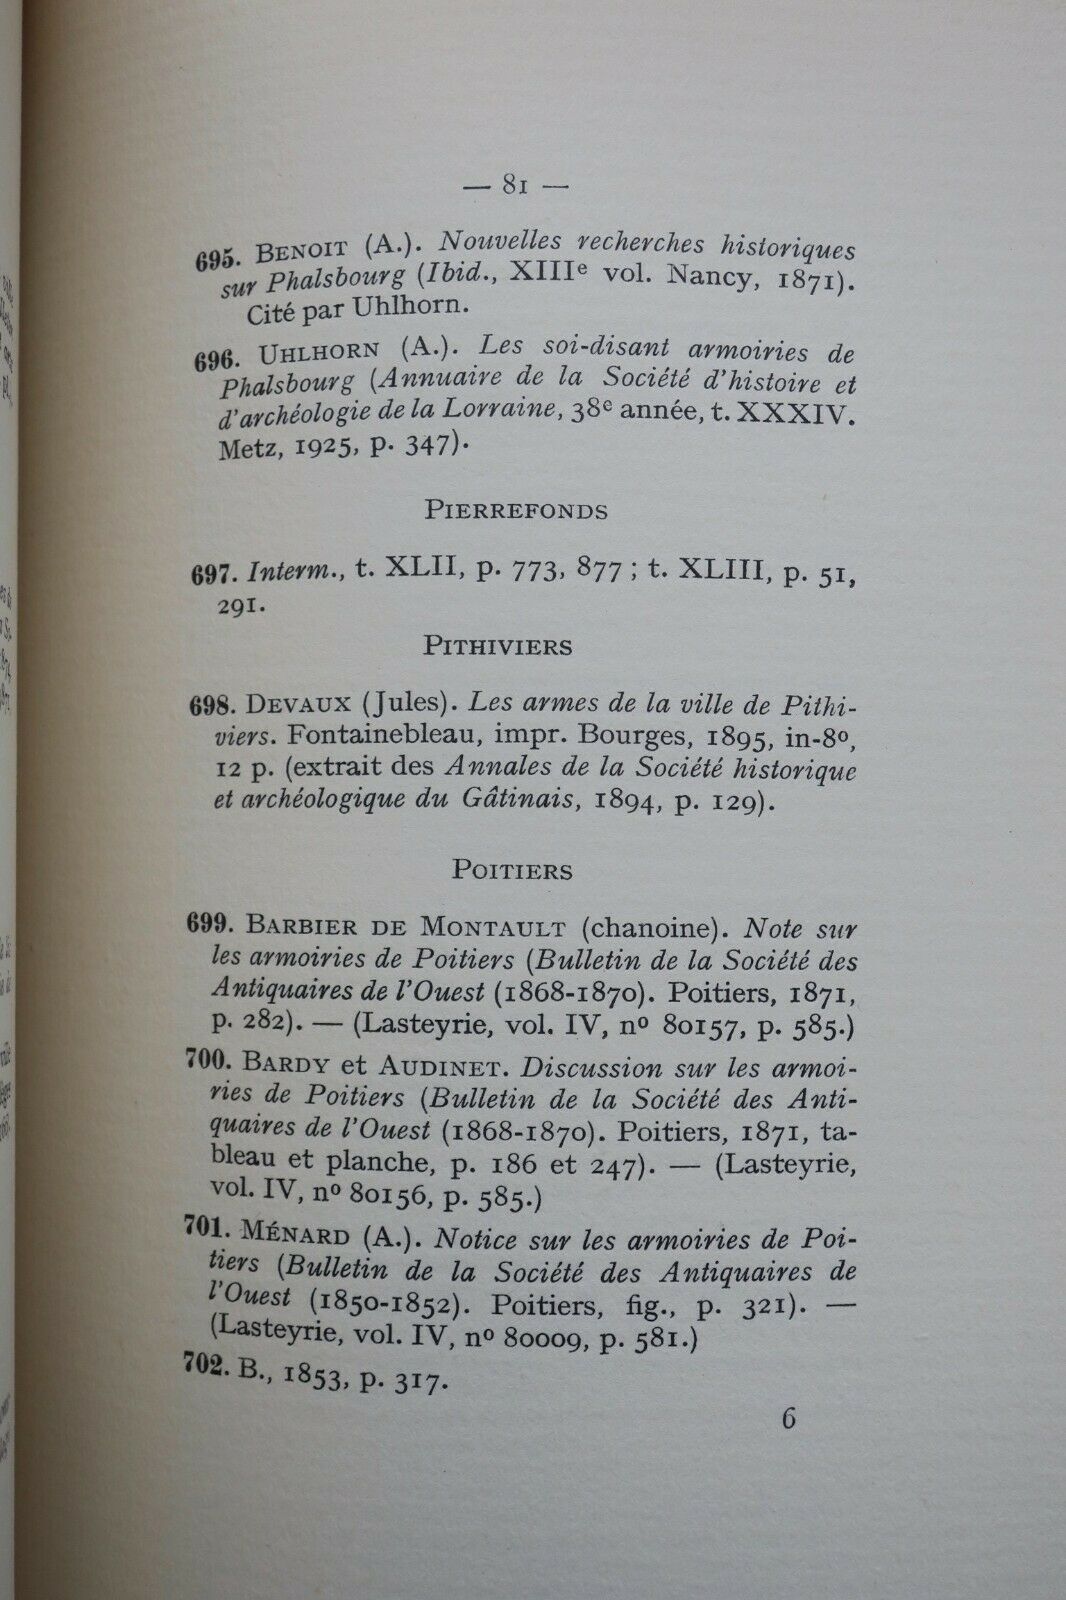 — 81 —
695. BENOIT (A.). Nouvelles recherches historiques
sur Phalsbourg (Ibid., XIIIe vol. Nancy, 1871).
Cité par Uhlhorn.
696. UHLHORN (A.). Les soi-disant armoiries de
Phalsbourg (Annuaire de la Société d'histoire et
d'archéologie de la Lorraine, 38e année, t. XXXIV.
Metz, 1925, p. 347).
PIERREFONDS
697. Interm., t. XLII, p. 773, 877 ; t. XLIII, p. 51,
291.
PITHIVIERS
698. DEVAUX (Jules). Les armes de la ville de Pithi-
viers. Fontainebleau, impr. Bourges, 1895, in-8o,
12 p. (extrait des Annales de la Société historique
et archéologique du Gâtinais, 1894, p. 129).
POITIERS
699. BARBIER DE MONTAULT (chanoine). Note sur
les armoiries de Poitiers (Bulletin de la Société des
Antiquaires de l'Ouest (1868-1870). Poitiers, 1871,
p. 282). — (Lasteyrie, vol. IV, no 80157, p. 585.)
700. BARDY et AUDINET. Discussion sur les armoi-
ries de Poitiers (Bulletin de la Société des Anti-
quaires de l'Ouest (1868-1870). Poitiers, 1871, ta-
bleau et planche, p. 186 et 247). — (Lasteyrie,
vol. IV, no 80156, p. 585.)
701. MÉNARD (A.). Notice sur les armoiries de Poi-
tiers (Bulletin de la Société des Antiquaires de
l'Ouest (1850-1852). Poitiers, fig., p. 321). —
(Lasteyrie, vol. IV, no 80009, p. 581.)
702. B., 1853, p. 317.
6